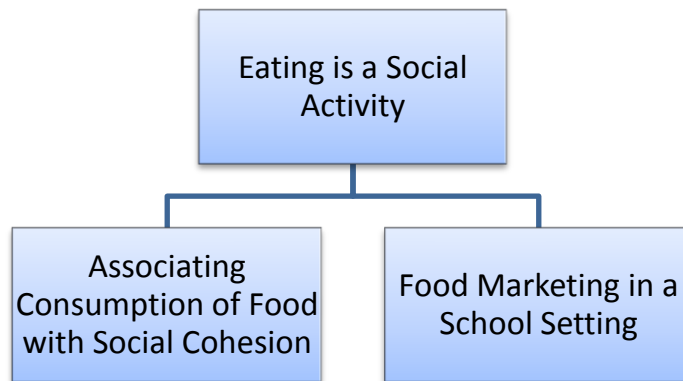 Eating is a Social
Activity
Associating
Consumption of Food
with Social Cohesion
Food Marketing in a
School Setting